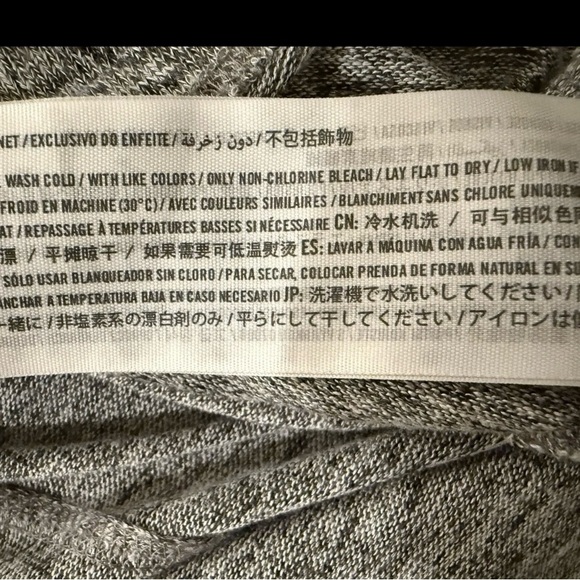 NET / EXCLUSIVO DO ENFEITE / دون زخرفة / 不包括飾物
WASH COLD / WITH LIKE COLORS / ONLY NON-CHLORINE BLEACH / LAY FLAT TO DRY / LOW IRON IF
FROID EN MACHINE (30°C) / AVEC COULEURS SIMILAIRES / BLANCHIMENT SANS CHLORE UNIQUEM
AT / REPASSAGE À TEMPÉRATURES BASSES SI NÉCESSAIRE CN: 冷水机洗 / 可与相似色
漂 / 平摊晾干 / 如果需要可低温熨烫 ES: LAVAR A MÁQUINA CON AGUA FRÍA / CON
SÓLO USAR BLANQUEADOR SIN CLORO / PARA SECAR, COLOCAR PRENDA DE FORMA NATURAL EN SU
ANCHAR A TEMPERATURA BAJA EN CASO NECESARIO JP: 洗濯機で水洗いしてください /
一緒に / 非塩素系の漂白剤のみ / 平らにして干してください / アイロンは低